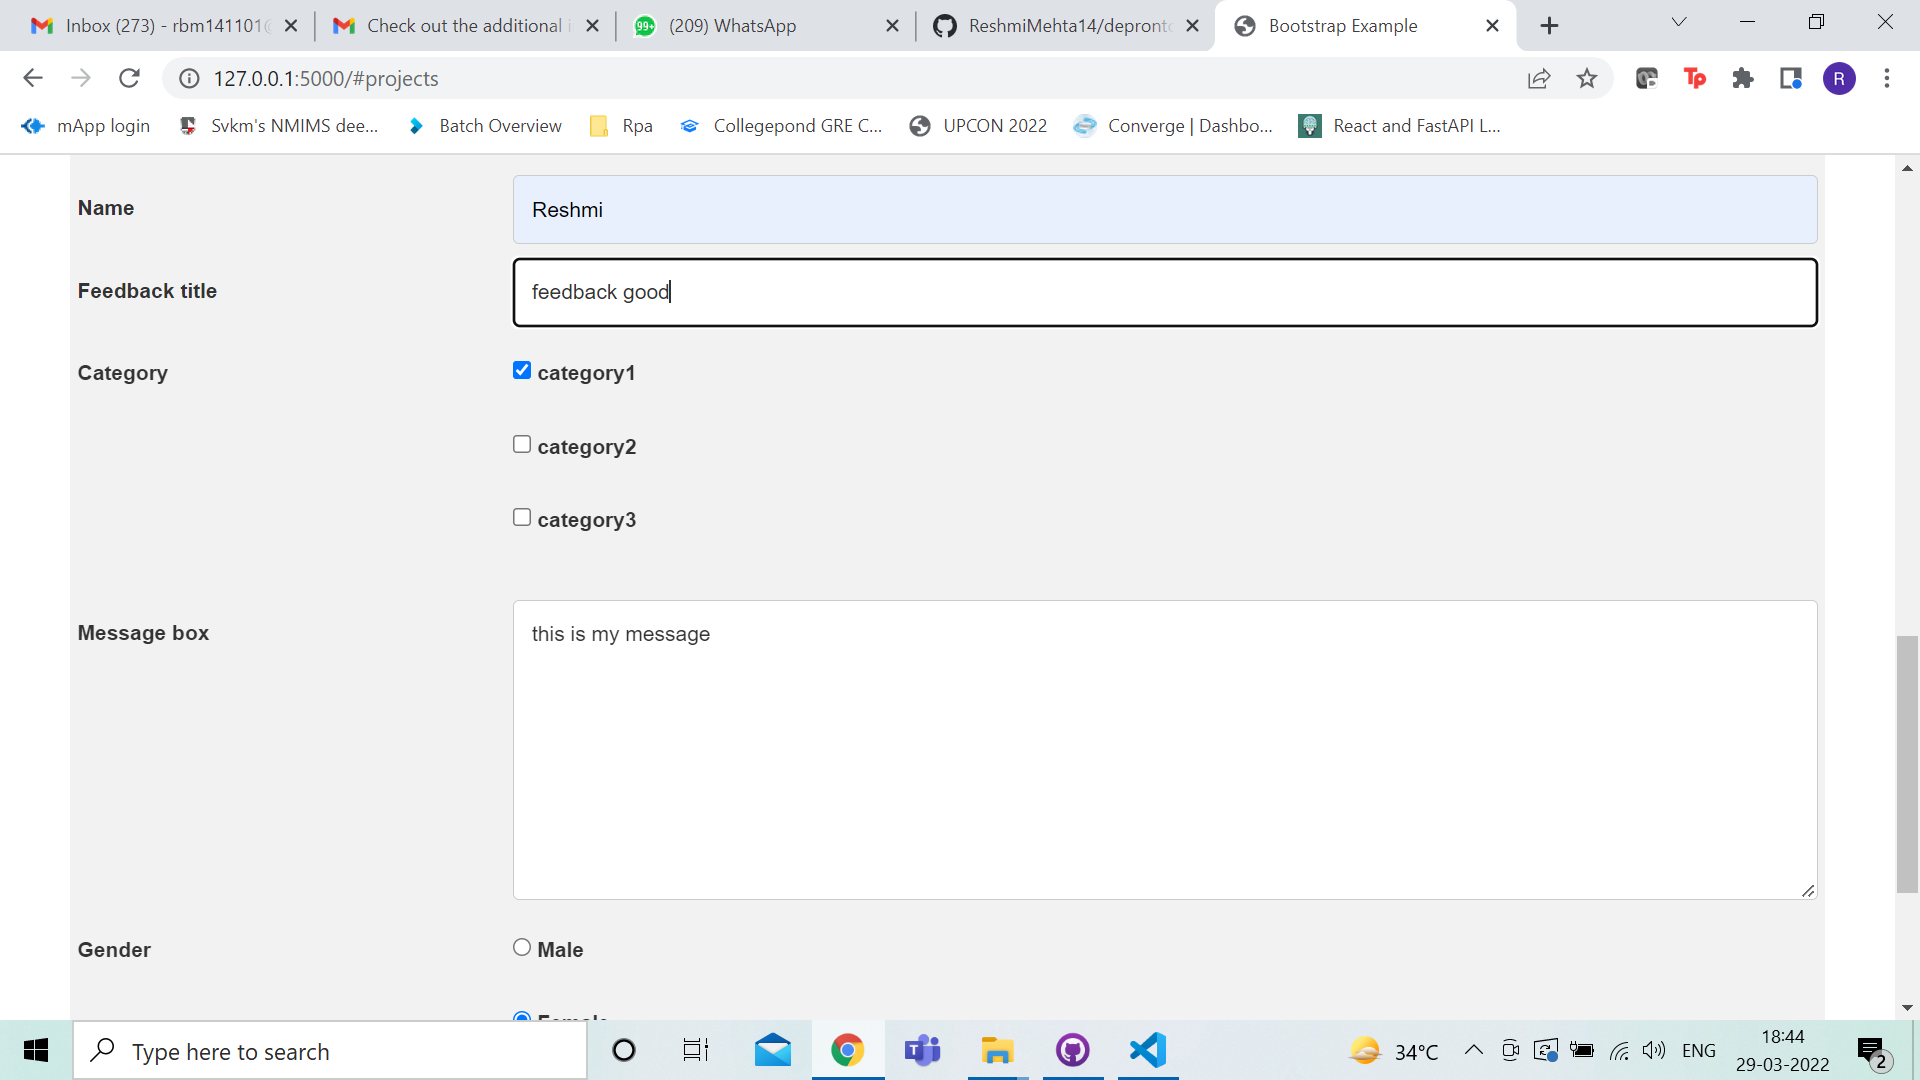 Inbox (273) - rbm141101@
Check out the additional i
99+
(209) WhatsApp
ReshmiMehta14/depronto
Bootstrap Example
127.0.0.1:5000/#projects
Tp
R
mApp login
Svkm's NMIMS dee...
Batch Overview
Rpa
Collegepond GRE C...
UPCON 2022
Converge | Dashbo...
React and FastAPI L...
Name
Reshmi
Feedback title
feedback good
Category
category1
category2
category3
Message box
this is my message
Gender
Male
Female
Type here to search
34°C
ENG
18:44
29-03-2022
2